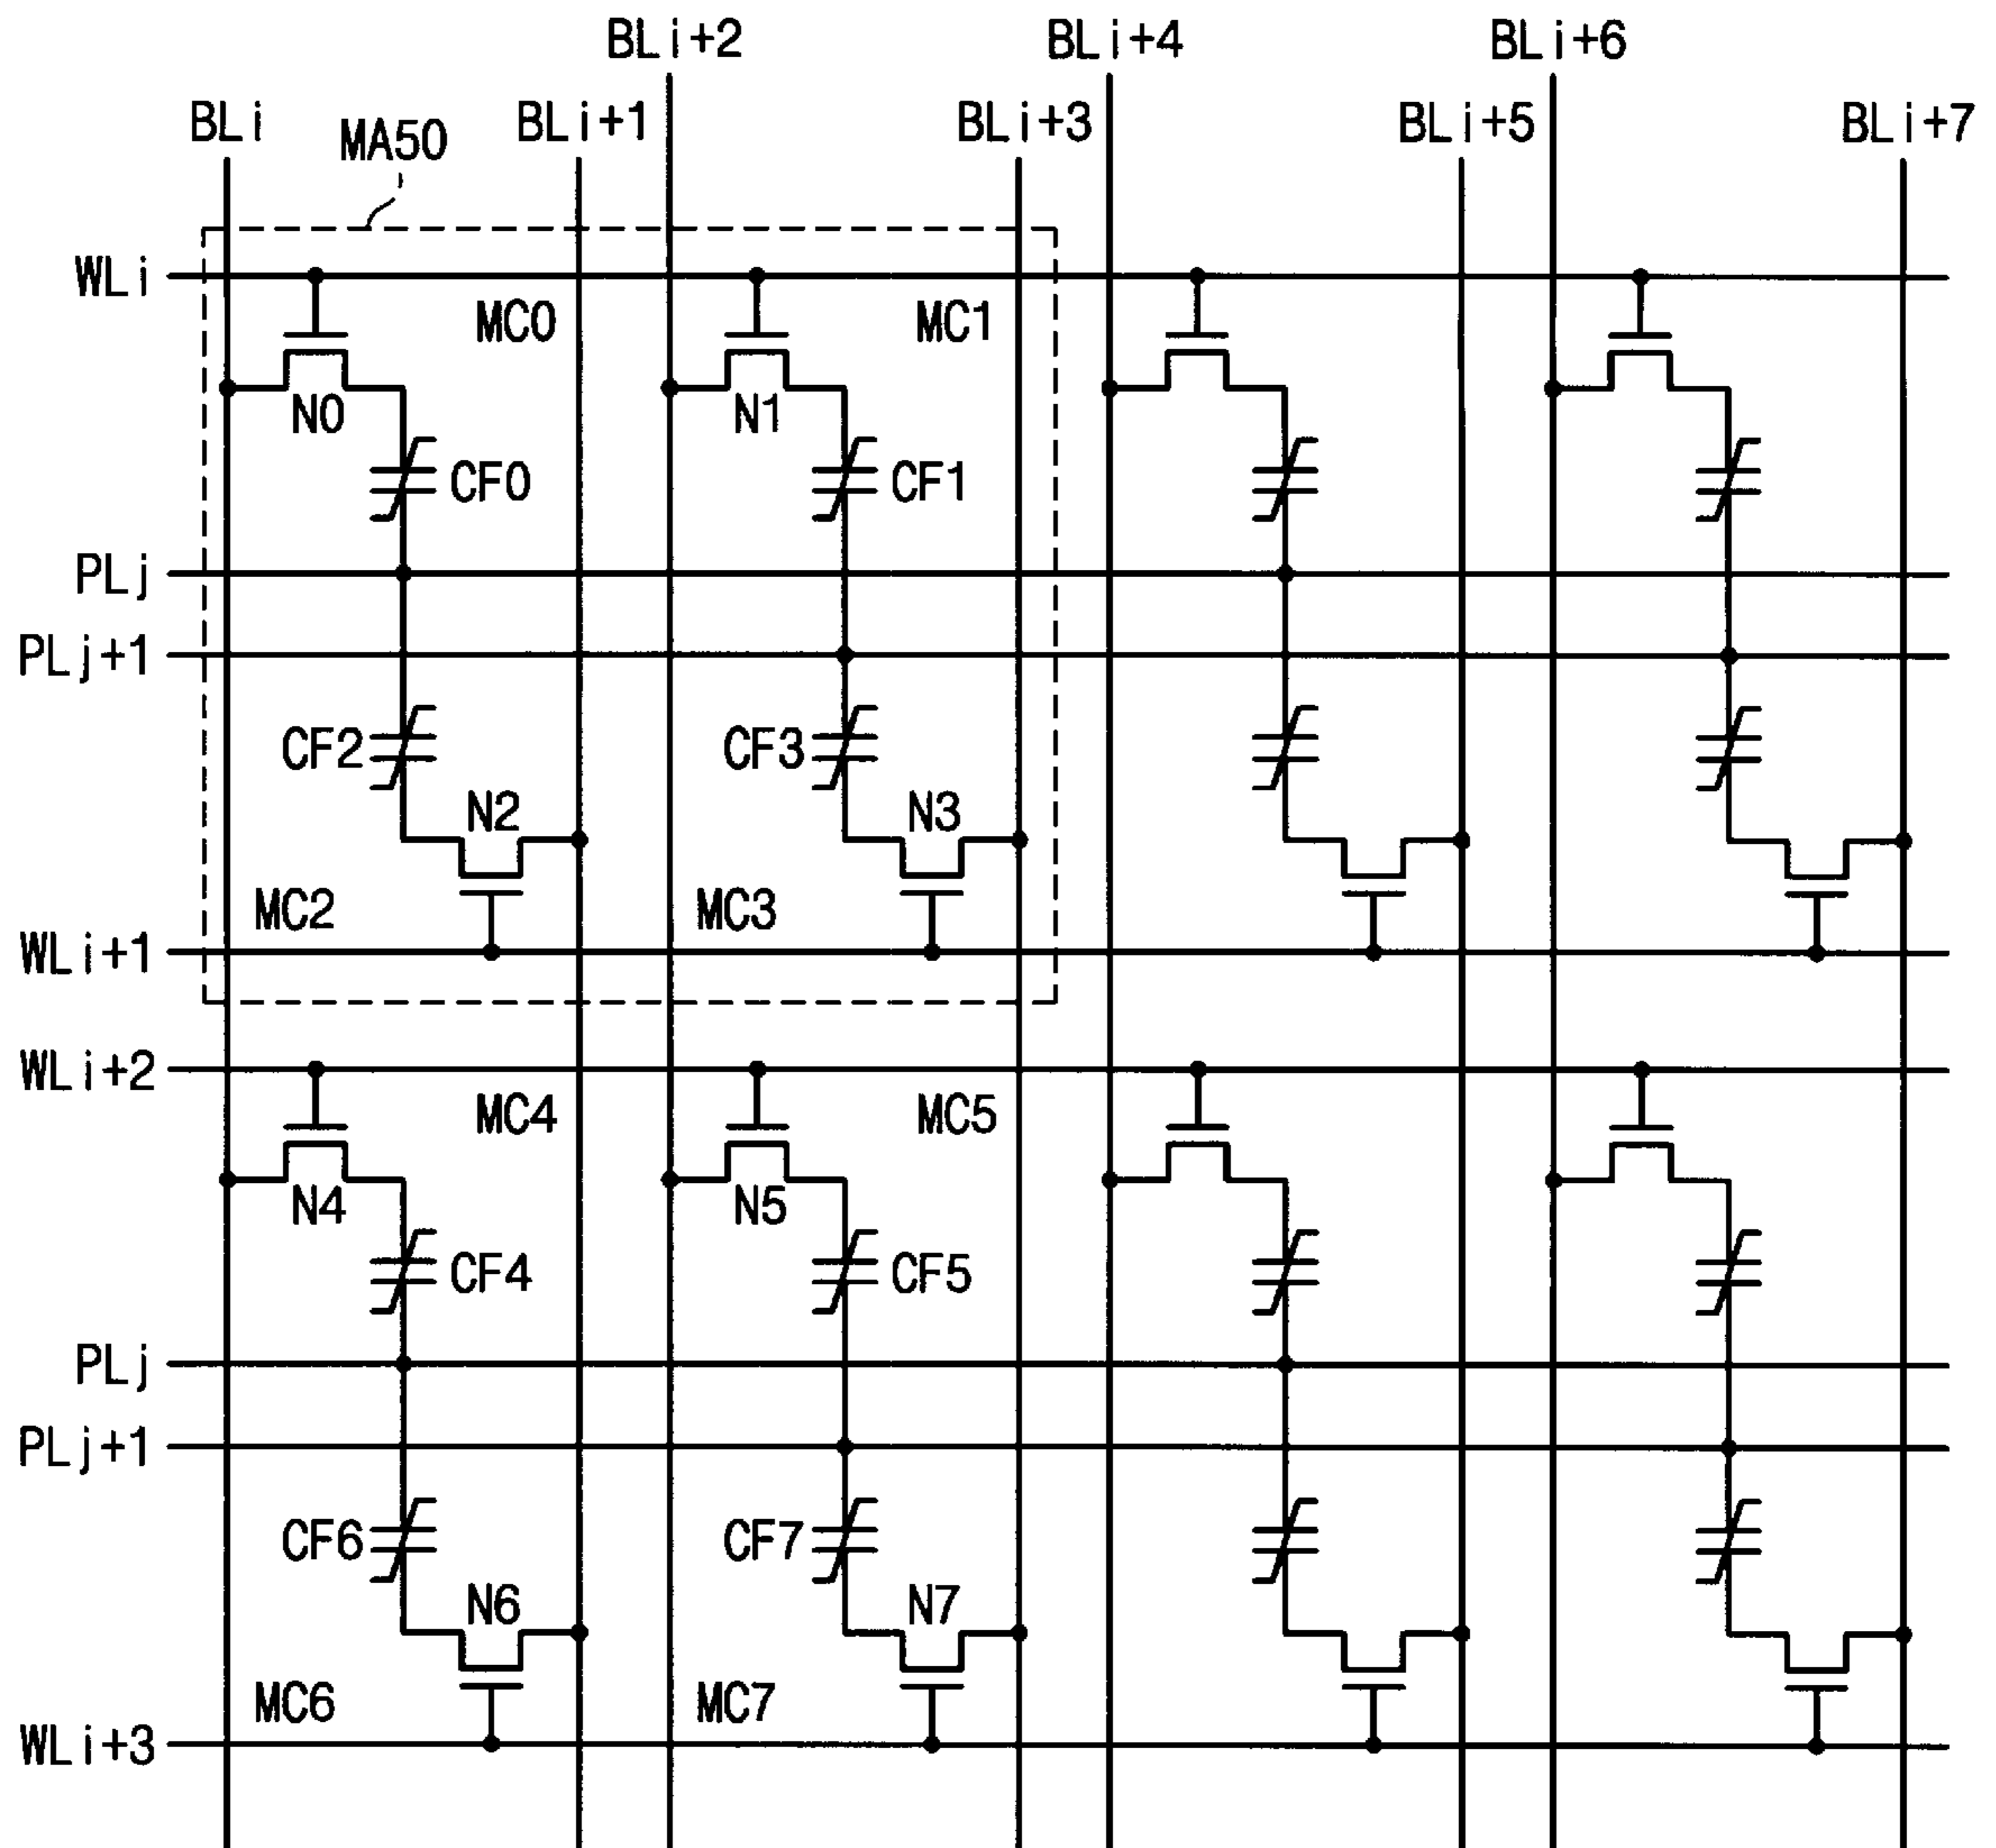 BLi+2 BLi+4 BLi+6
BLi MA50 BLi+1 BLi+3 BLi+5 BLi+7
WLi
MC0 MC1
N0 N1
CF0 CF1
PLj
PLj+1
CF2 CF3
N2 N3
MC2 MC3
WLi+1
WLi+2
MC4 MC5
N4 N5
CF4 CF5
PLj
PLj+1
CF6 CF7
N6 N7
MC6 MC7
WLi+3